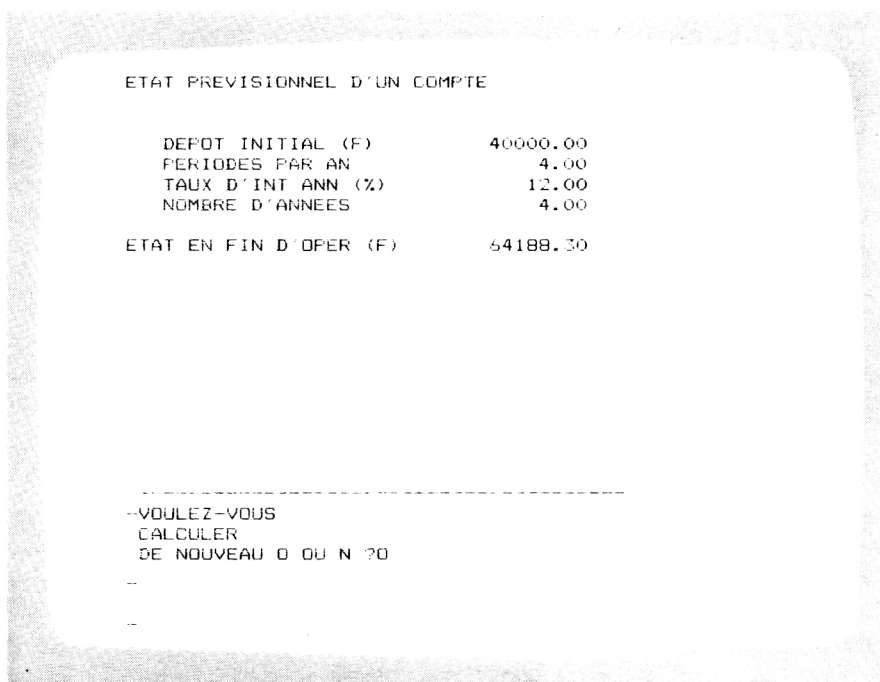 ETAT PREVISIONNEL D'UN COMPTE
DEPOT INITIAL (F) 40000.00
PERIODES PAR AN 4.00
TAUX D'INT ANN (%) 12.00
NOMBRE D'ANNEES 4.00
ETAT EN FIN D'OPER (F) 64188.30
-VOULEZ-VOUS
CALCULER
DE NOUVEAU O OU N ?O